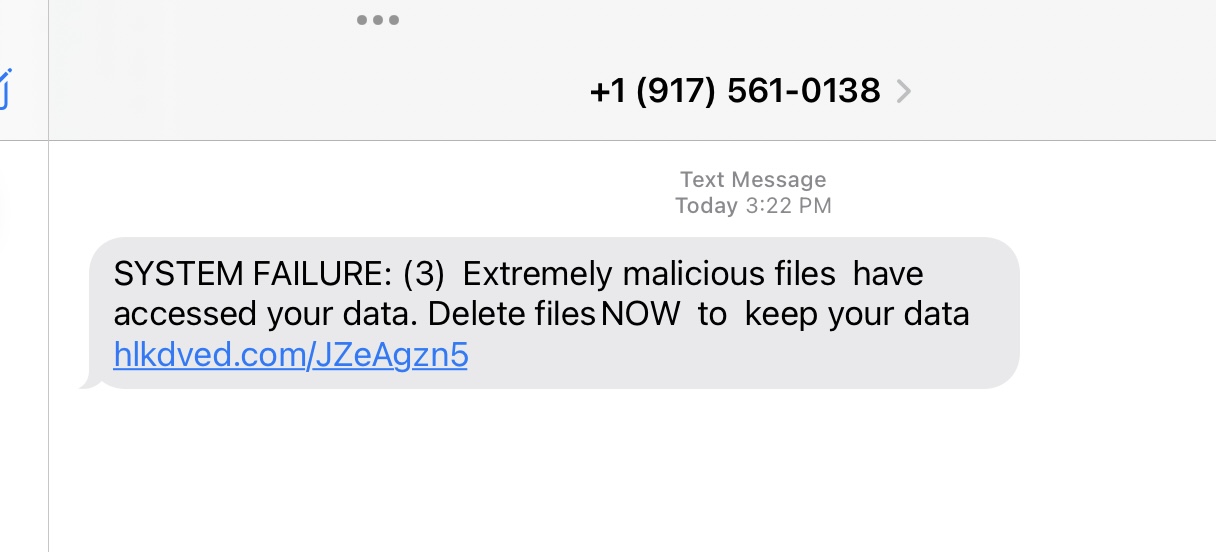 +1 (917) 561-0138
Text Message
Today 3:22 PM
SYSTEM FAILURE: (3)  Extremely malicious files  have
accessed your data. Delete files NOW  to  keep your data
hlkdved.com/JZeAgzn5